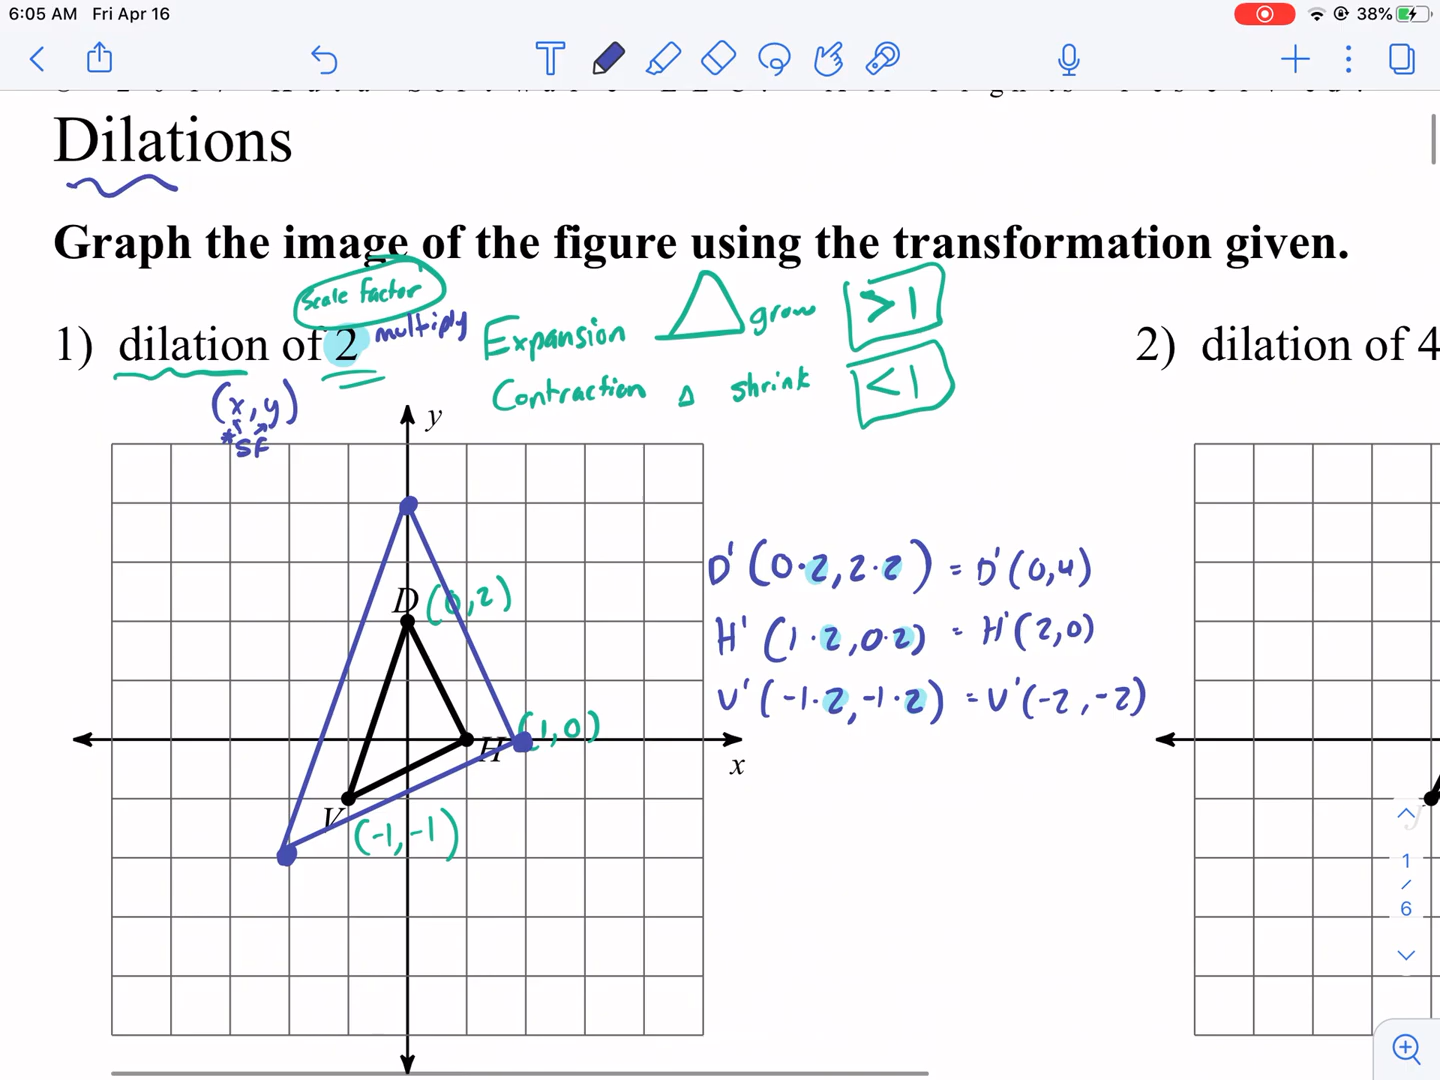 6:05 AM Fri Apr 16
38%
Dilations
Graph the image of the figure using the transformation given.
Scale factor
1) dilation of 2
multiply
Expansion
grow
>1
Contraction
shrink
<1
2) dilation of 4
(x,y)
*SF
y
D'(0·2,2·2) = D'(0,4)
D (0,2)
H'(1·2,0·2) = H'(2,0)
V'(-1·2,-1·2) = V'(-2,-2)
H (1,0)
x
V (-1,-1)
J
1
/
6